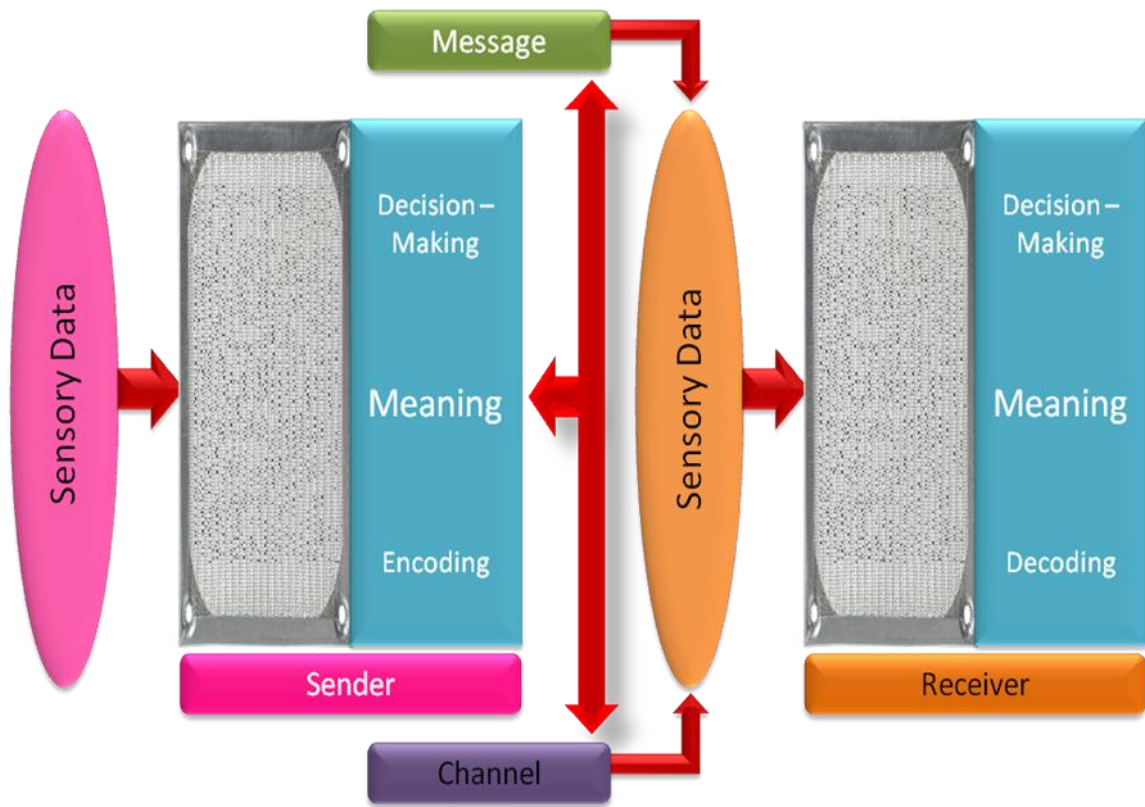 Message
Sensory Data
Decision –
Making
Meaning
Encoding
Sender
Sensory Data
Decision –
Making
Meaning
Decoding
Receiver
Channel